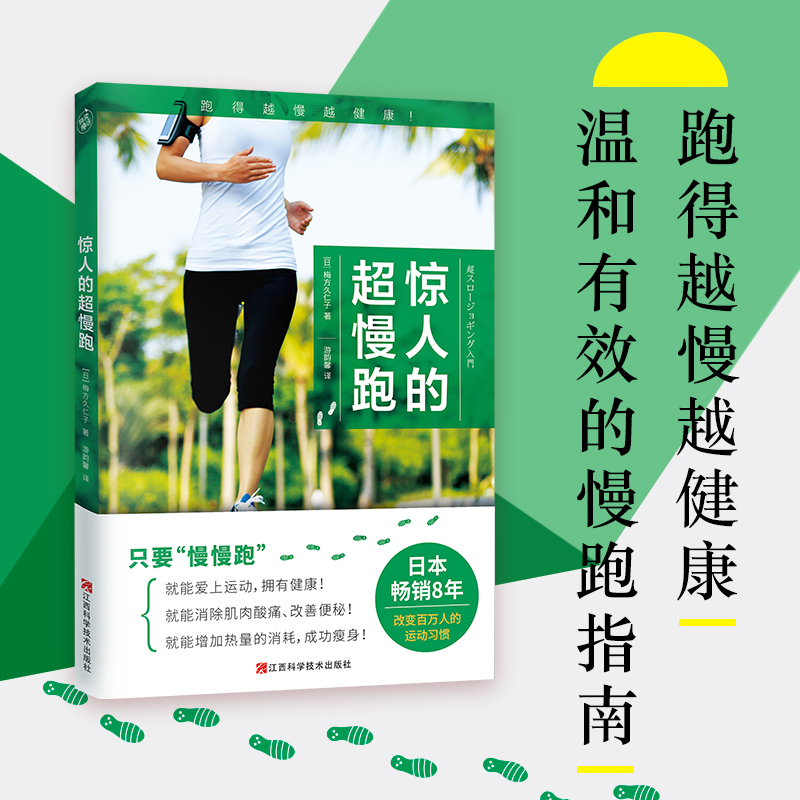 跑得越慢越健康！
惊人的
超慢跑
超スロージョギング入門
［日］梅方久仁子 著
游韵馨 译
只要“慢慢跑”
就能爱上运动，拥有健康！
就能消除肌肉酸痛、改善便秘！
就能增加热量的消耗，成功瘦身！
日本
畅销8年
改变百万人的
运动习惯
江西科学技术出版社
惊人的超慢跑
［日］梅方久仁子 著
游韵馨 译
江西科学技术出版社
跑得越慢越健康
温和有效的慢跑指南